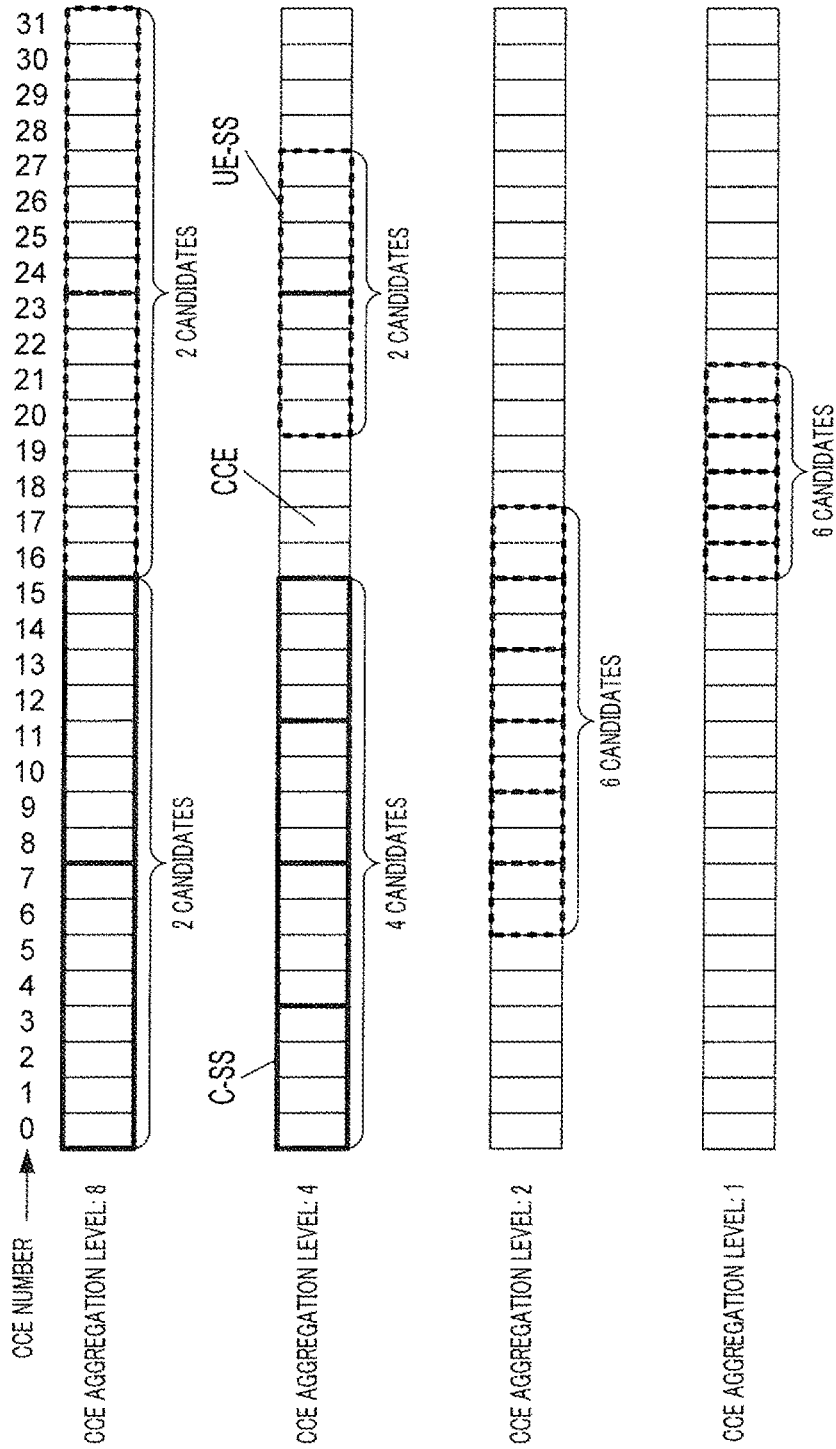 CCE NUMBER 0 1 2 3 4 5 6 7 8 9 10 11 12 13 14 15 16 17 18 19 20 21 22 23 24 25 26 27 28 29 30 31
CCE AGGREGATION LEVEL: 8
2 CANDIDATES
2 CANDIDATES
C-SS
CCE
UE-SS
CCE AGGREGATION LEVEL: 4
4 CANDIDATES
2 CANDIDATES
CCE AGGREGATION LEVEL: 2
6 CANDIDATES
CCE AGGREGATION LEVEL: 1
6 CANDIDATES